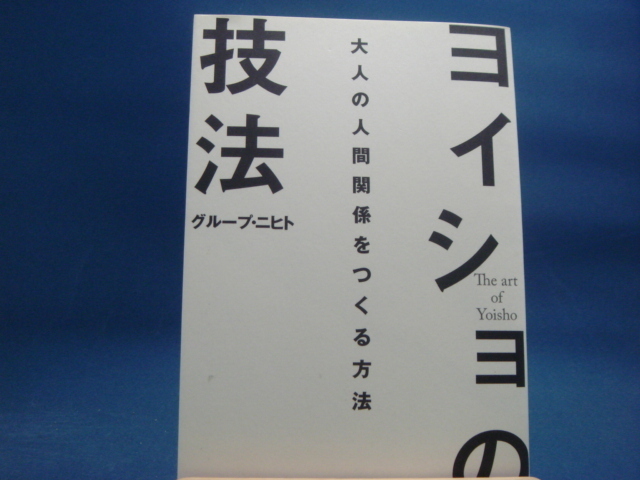 ヨイショの
技法
大人の人間関係をつくる方法
The art
of
Yoisho
グループ・ニヒト